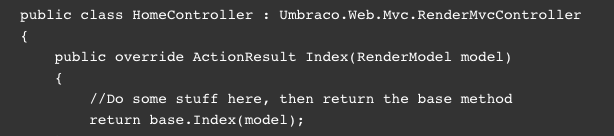 public class HomeController : Umbraco.Web.Mvc.RenderMvcController
{
public override ActionResult Index(RenderModel model)
{
//Do some stuff here, then return the base method
return base.Index(model);